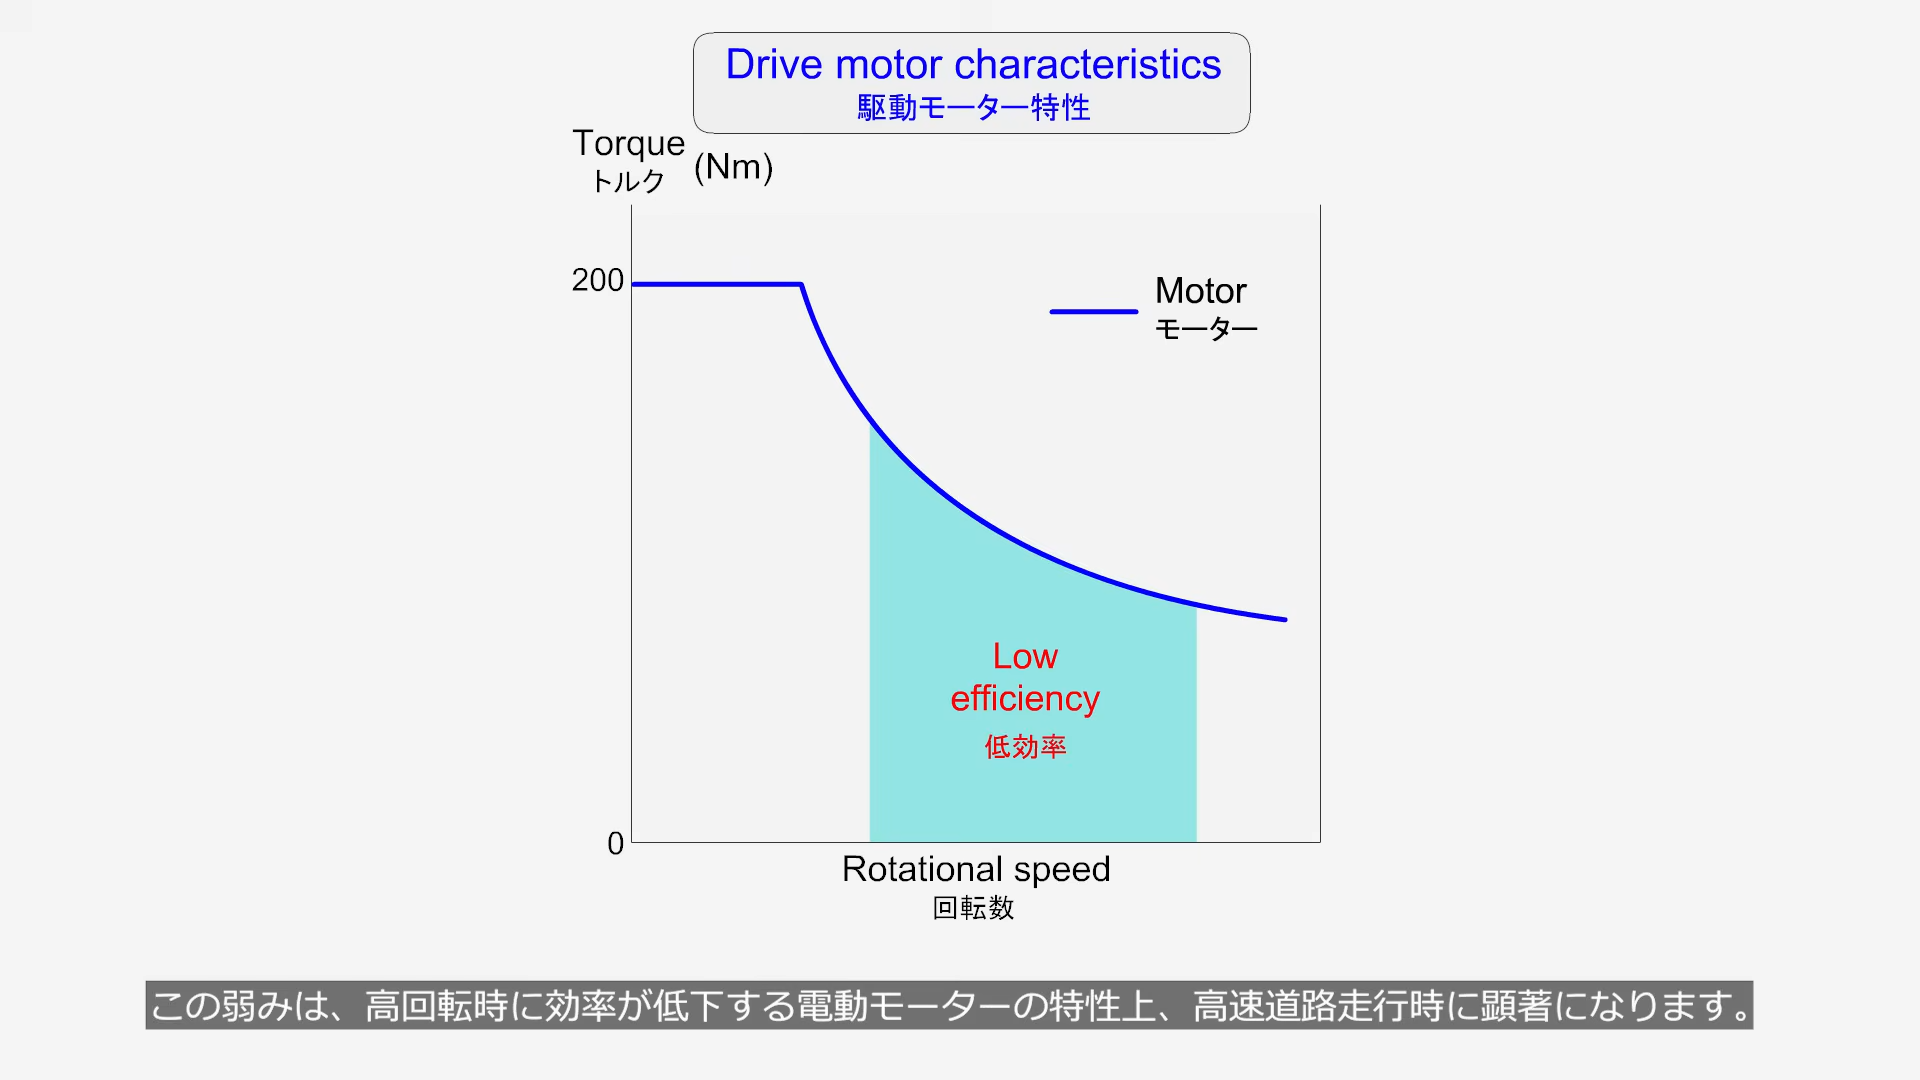 Drive motor characteristics
駆動モーター特性
Torque
トルク
(Nm)
200
Motor
モーター
Low
efficiency
低効率
0
Rotational speed
回転数
この弱みは、高回転時に効率が低下する電動モーターの特性上、高速道路走行時に顕著になります。